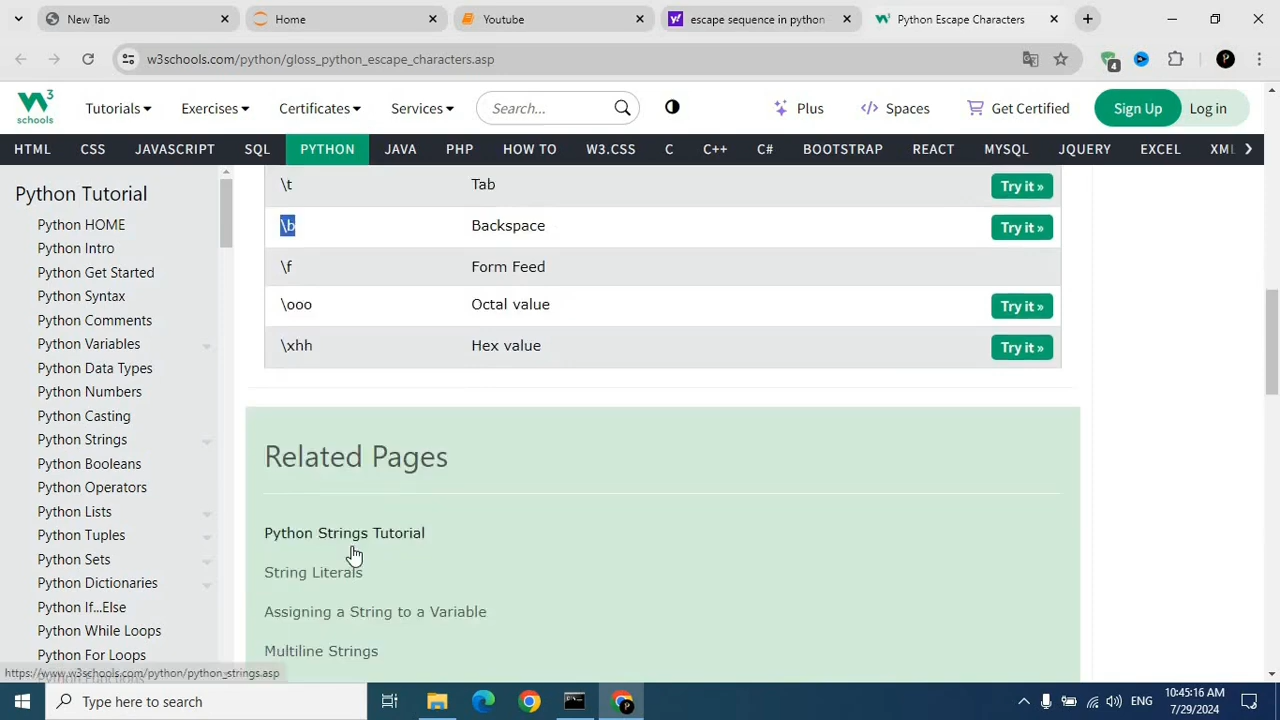 New Tab
Home
Youtube
escape sequence in python
Python Escape Characters
w3schools.com/python/gloss_python_escape_characters.asp
4
P
W3
schools
Tutorials
Exercises
Certificates
Services
Search...
Plus
Spaces
Get Certified
Sign Up
Log in
HTML CSS JAVASCRIPT SQL PYTHON JAVA PHP HOW TO W3.CSS C C++ C# BOOTSTRAP REACT MYSQL JQUERY EXCEL XML
Python Tutorial
Python HOME
Python Intro
Python Get Started
Python Syntax
Python Comments
Python Variables
Python Data Types
Python Numbers
Python Casting
Python Strings
Python Booleans
Python Operators
Python Lists
Python Tuples
Python Sets
Python Dictionaries
Python If...Else
Python While Loops
Python For Loops
\t Tab Try it »
\b Backspace Try it »
\f Form Feed
\ooo Octal value Try it »
\xhh Hex value Try it »
Related Pages
Python Strings Tutorial
String Literals
Assigning a String to a Variable
Multiline Strings
https://www.w3schools.com/python/python_strings.asp
Type here to search
ENG
10:45:16 AM
7/29/2024